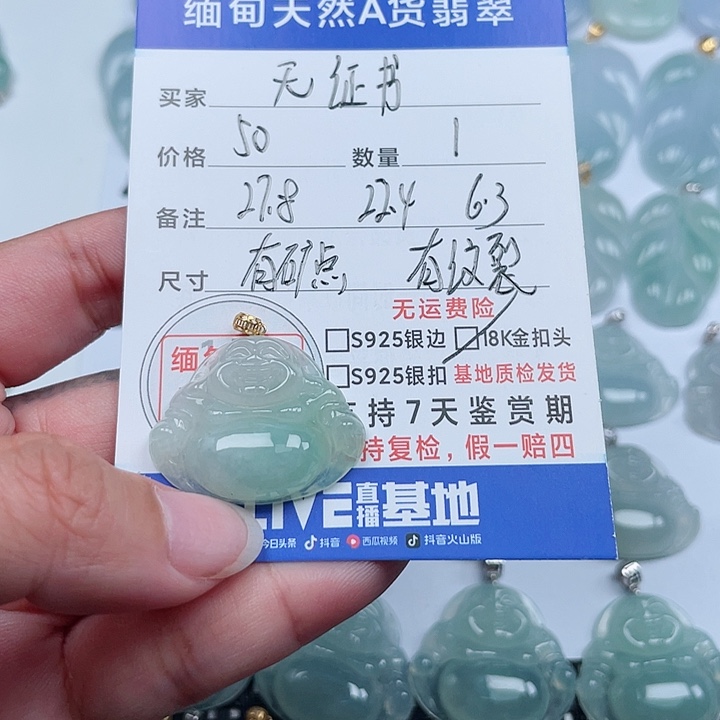 缅甸天然A货翡翠
买家 无证书
价格 50 数量 1
备注 27.8 22.4 6.3
尺寸 有矿点 有纹裂
无运费险
□S925银边 □18K金扣头
□S925银扣 基地质检发货
持7天鉴赏期
持复检，假一赔四
缅
LIVE直播基地
今日头条 抖音 西瓜视频 抖音火山版